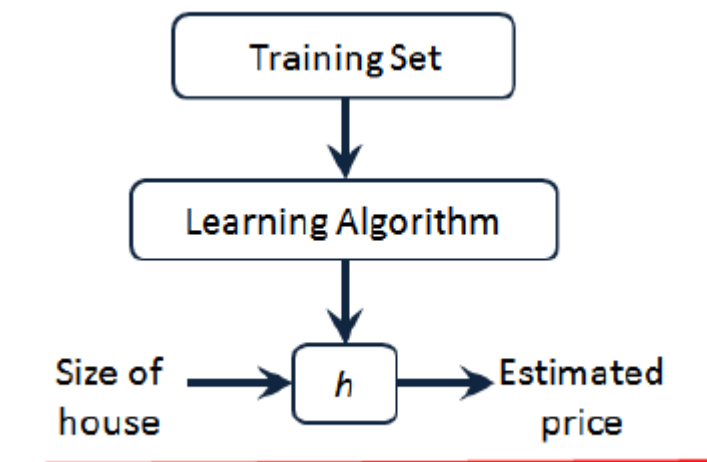 Training Set
Learning Algorithm
Size of
house
h
Estimated
price